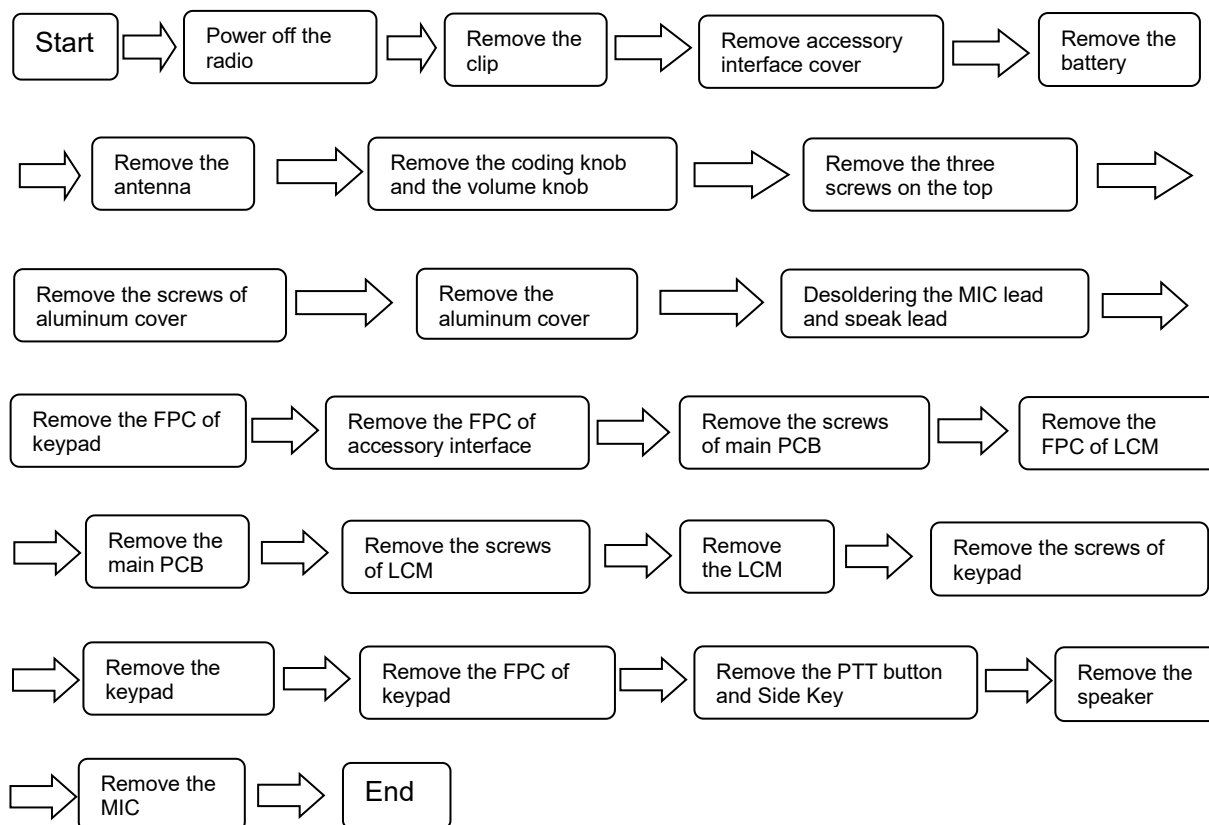 Start
Power off the
radio
Remove the
clip
Remove accessory
interface cover
Remove the
battery
Remove the
antenna
Remove the coding knob
and the volume knob
Remove the three
screws on the top
Remove the screws of
aluminum cover
Remove the
aluminum cover
Desoldering the MIC lead
and speak lead
Remove the FPC of
keypad
Remove the FPC of
accessory interface
Remove the screws
of main PCB
Remove the
FPC of LCM
Remove the
main PCB
Remove the screws
of LCM
Remove
the LCM
Remove the screws of
keypad
Remove the
keypad
Remove the FPC of
keypad
Remove the PTT button
and Side Key
Remove the
speaker
Remove the
MIC
End